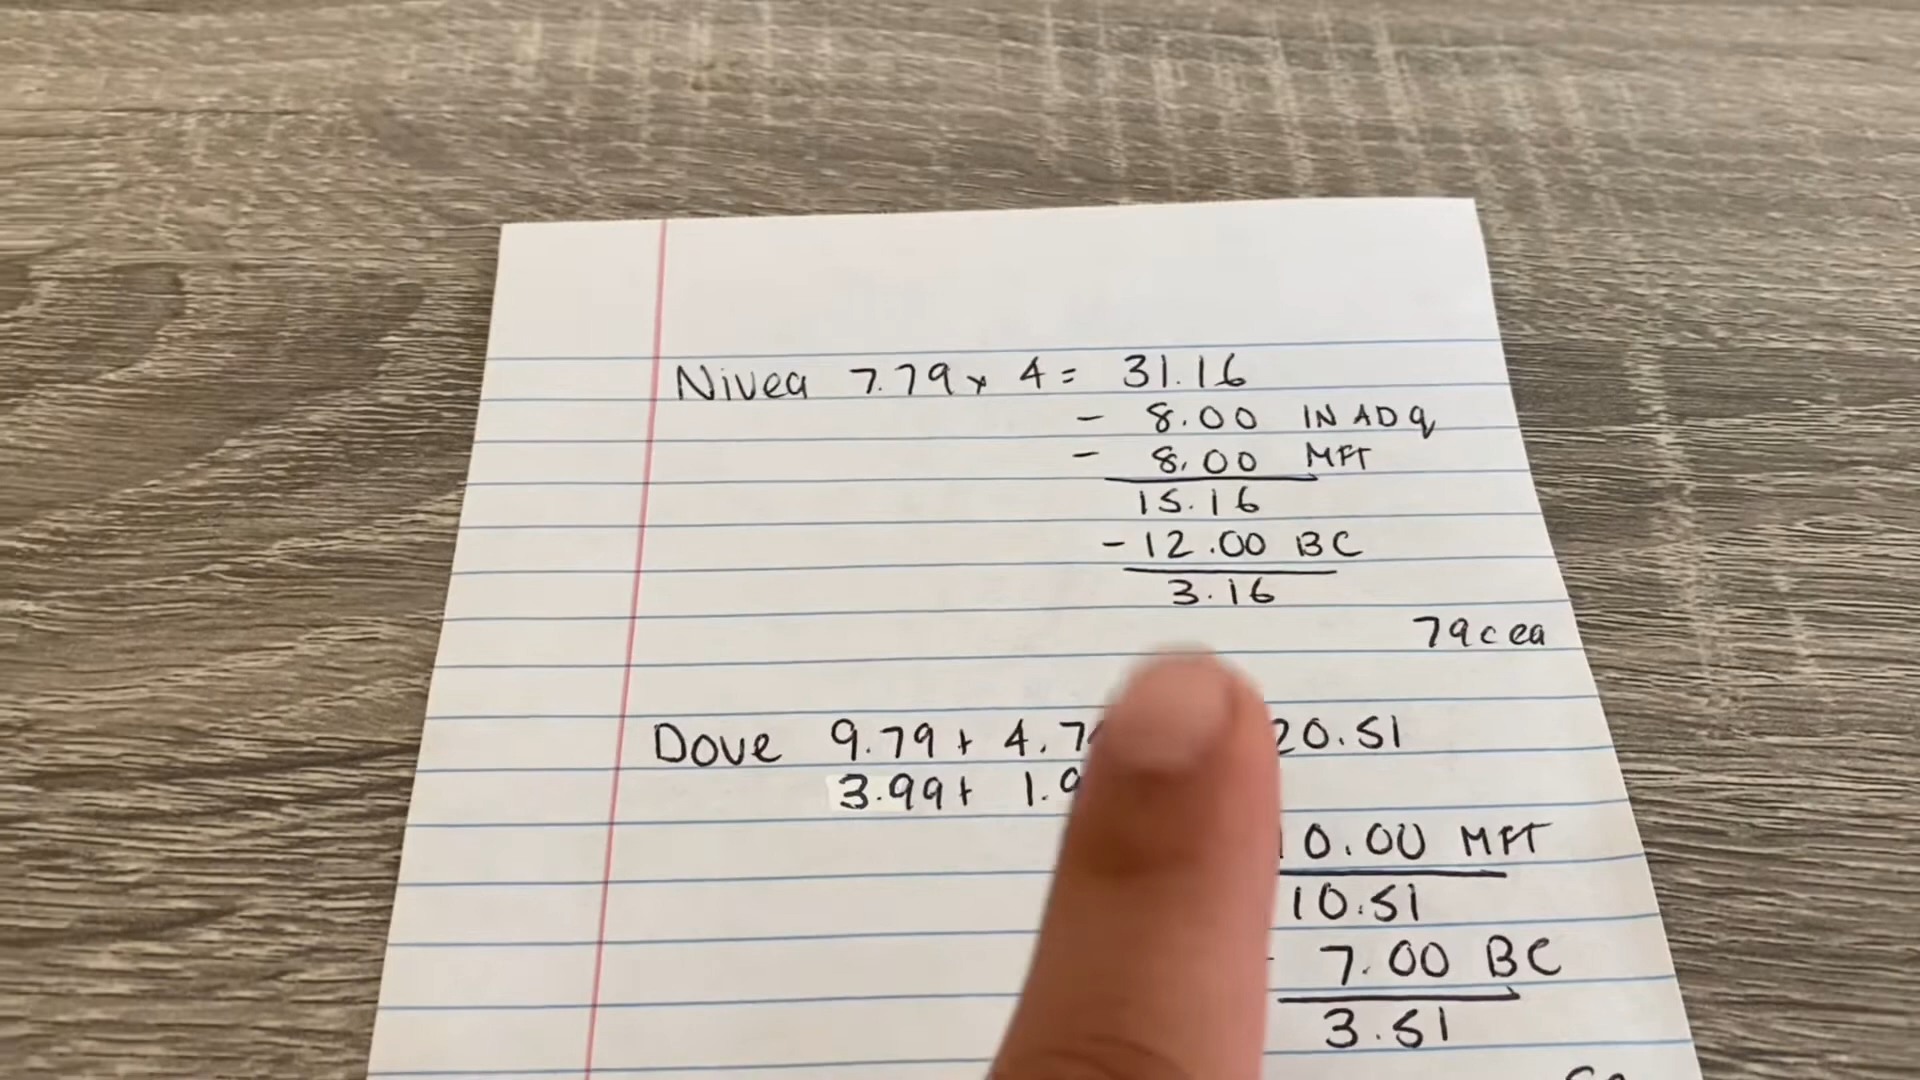 Nivea 7.79 x 4 = 31.16
- 8.00 IN AD q
- 8.00 MFT
15.16
- 12.00 BC
3.16
79c ea
Dove 9.79 + 4.7 20.51
3.99 + 1.9
10.00 MFT
10.51
- 7.00 BC
3.51